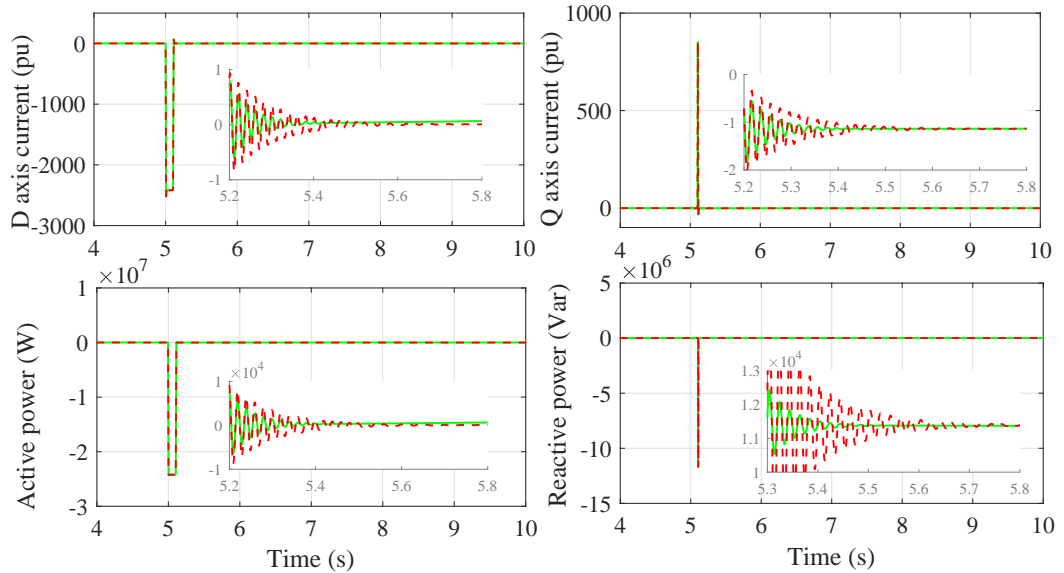 D axis current (pu)
0
-1000
-2000
-3000
4 5 6 7 8 9 10
1
0
-1
5.2 5.4 5.6 5.8
Q axis current (pu)
1000
500
0
4 5 6 7 8 9 10
0
-1
-2
5.2 5.3 5.4 5.5 5.6 5.7 5.8
Active power (W)
×10^7
1
0
-1
-2
-3
4 5 6 7 8 9 10
Time (s)
×10^4
1
0
-1
5.2 5.4 5.6 5.8
Reactive power (Var)
×10^6
5
0
-5
-10
-15
4 5 6 7 8 9 10
Time (s)
×10^4
1.3
1.2
1.1
1
5.3 5.4 5.5 5.6 5.7 5.8